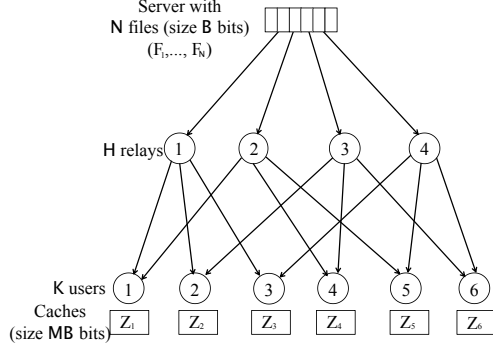 Server with
N files (size B bits)
(F₁,..., F_N)
H relays
1 2 3 4
K users
1 2 3 4 5 6
Caches
(size MB bits)
Z₁ Z₂ Z₃ Z₄ Z₅ Z₆